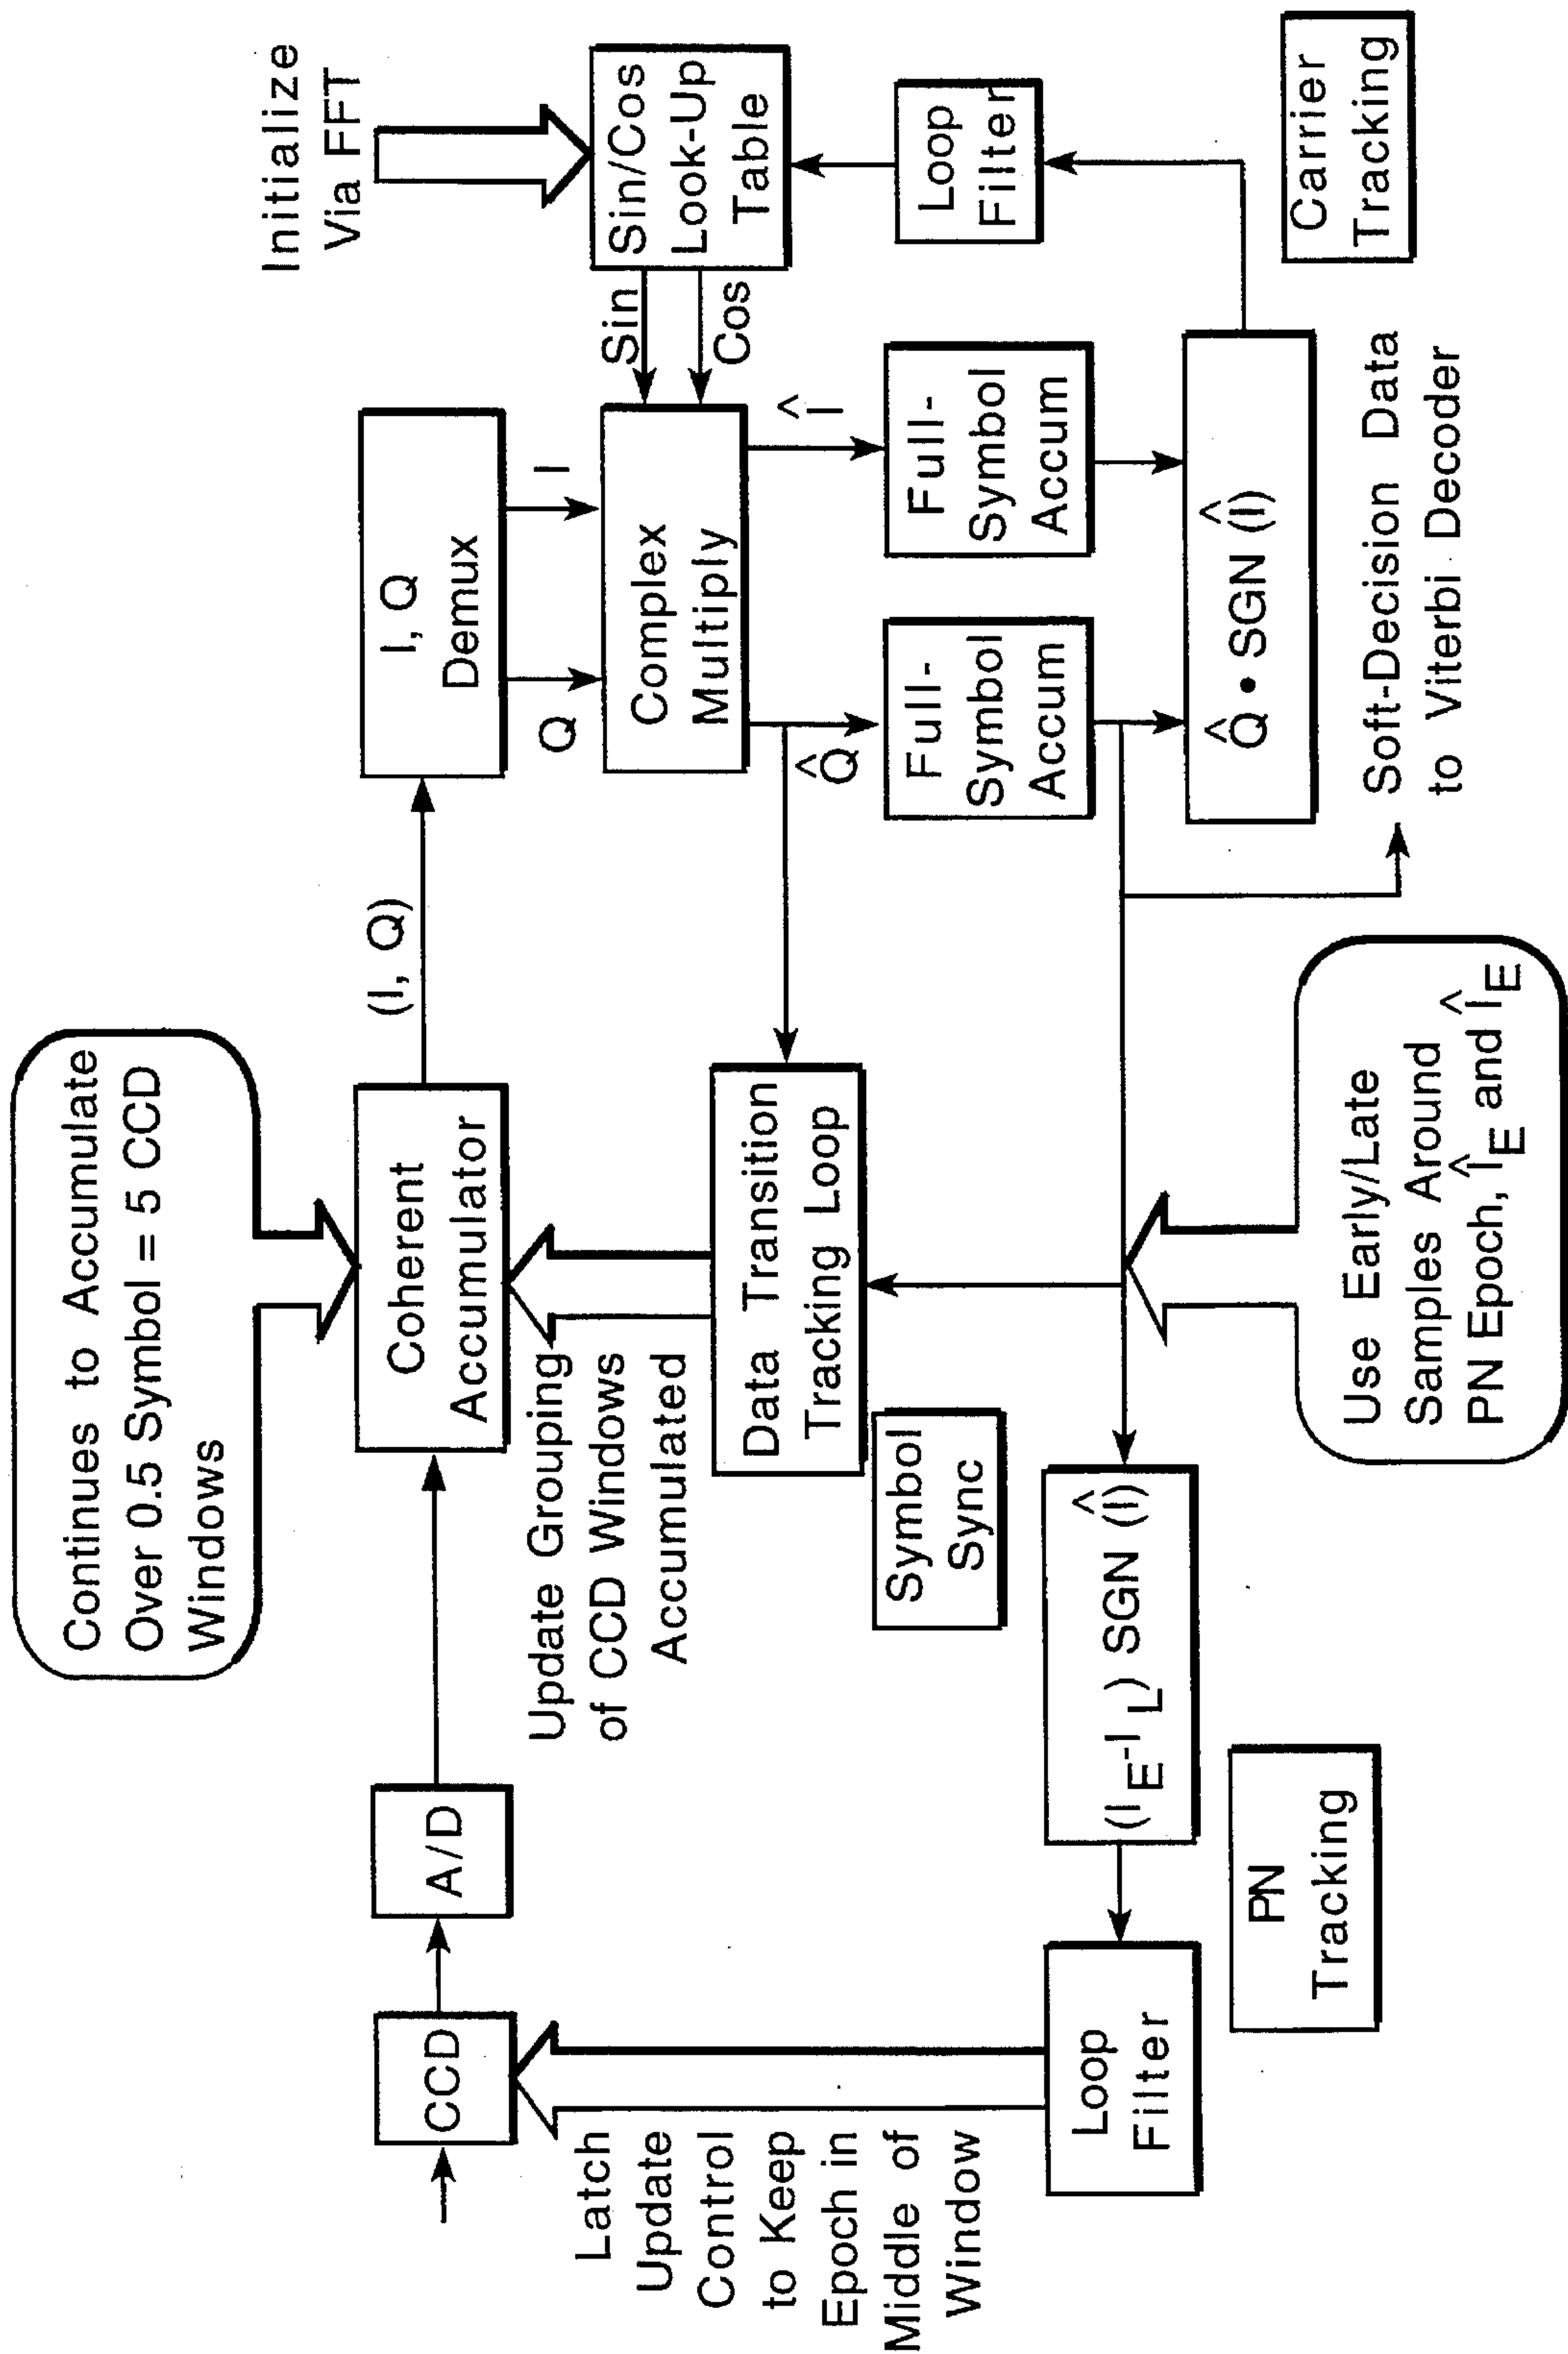 Continues to Accumulate
Over 0.5 Symbol = 5 CCD
Windows
Initialize
Via FFT
CCD
A/D
Coherent
Accumulator
(I, Q)
I, Q
Demux
Q
I
Sin
Cos
Sin/Cos
Look-Up
Table
Complex
Multiply
Update Grouping
of CCD Windows
Accumulated
Latch
Update
Control
to Keep
Epoch in
Middle of
Window
Data Transition
Tracking Loop
Q̂
Î
Full-
Symbol
Accum
Full-
Symbol
Accum
Loop
Filter
Symbol
Sync
Loop
Filter
(I_E-I_L) SGN (Î)
Q̂ • SGN (Î)
PN
Tracking
Use Early/Late
Samples Around
PN Epoch, Î_E and Î_E
Soft-Decision Data
to Viterbi Decoder
Carrier
Tracking